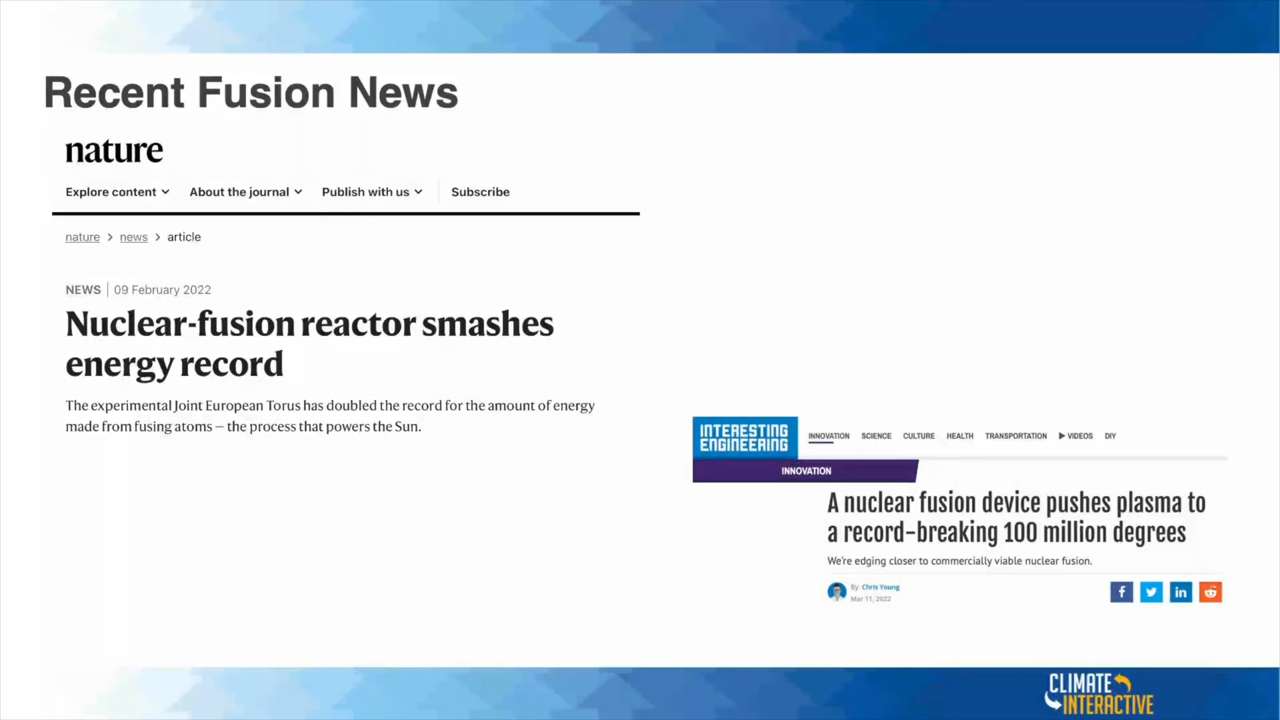 Recent Fusion News
nature
Explore content About the journal Publish with us Subscribe
nature > news > article
NEWS | 09 February 2022
Nuclear-fusion reactor smashes
energy record
The experimental Joint European Torus has doubled the record for the amount of energy
made from fusing atoms — the process that powers the Sun.
INTERESTING
ENGINEERING
INNOVATION SCIENCE CULTURE HEALTH TRANSPORTATION VIDEOS DIY
INNOVATION
A nuclear fusion device pushes plasma to
a record-breaking 100 million degrees
We're edging closer to commercially viable nuclear fusion.
By Chris Young
Mar 11, 2022
CLIMATE
INTERACTIVE